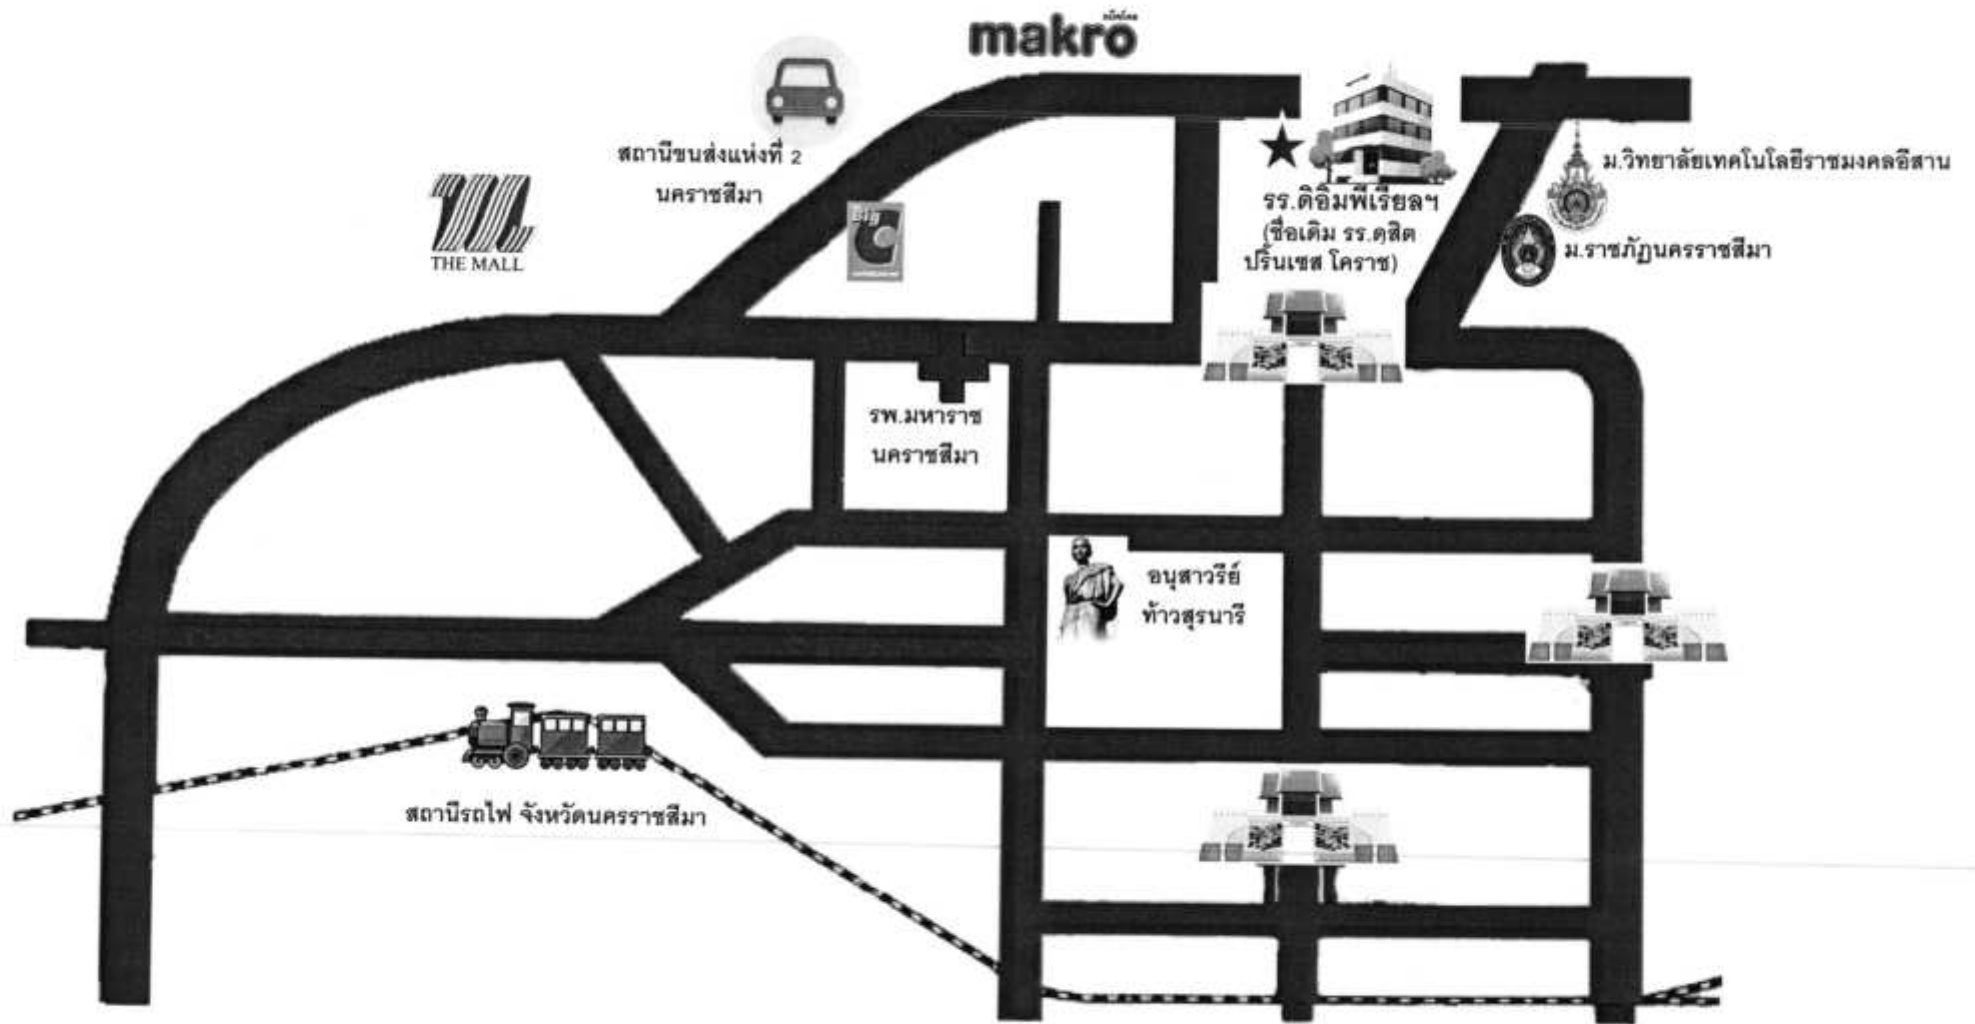 makro
สถานีขนส่งแห่งที่ 2
นคราชสีมา
THE MALL
Big C
รร.ดิอิมพีเรียลฯ
(ชื่อเดิม รร.ดุสิต
ปริ้นเซส โคราช)
ม.วิทยาลัยเทคโนโลยีราชมงคลอีสาน
ม.ราชภัฏนครราชสีมา
รพ.มหาราช
นคราชสีมา
อนุสาวรีย์
ท้าวสุรนารี
สถานีรถไฟ จังหวัดนครราชสีมา